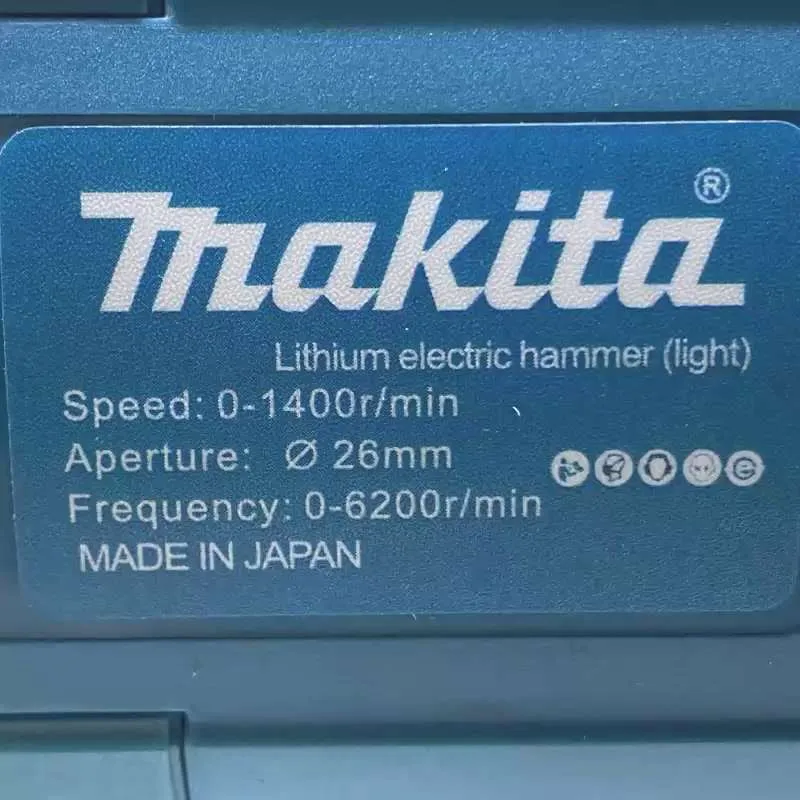 makita®
Lithium electric hammer (light)
Speed: 0-1400r/min
Aperture: Ø 26mm
Frequency: 0-6200r/min
MADE IN JAPAN